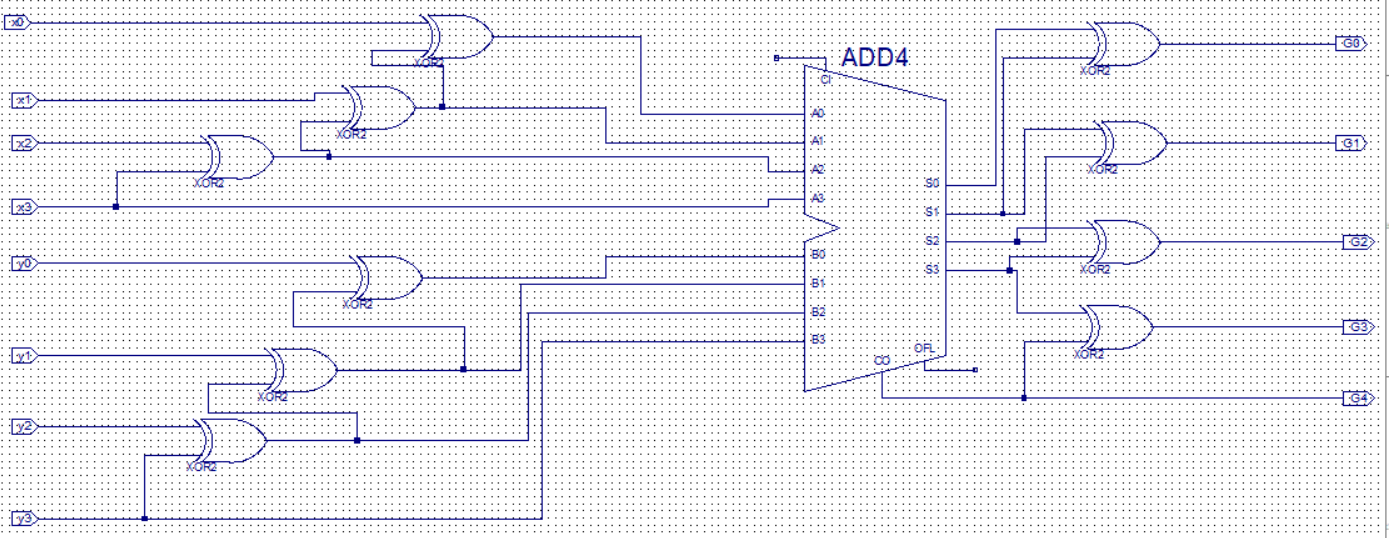 x0
XOR2
ADD4
CI
XOR2
G0
x1
XOR2
A0
x2
XOR2
A1
XOR2
G1
A2
x3
A3
S0
S1
y0
XOR2
B0
S2
XOR2
G2
B1
S3
B2
XOR2
G3
B3
y1
XOR2
CO
OFL
G4
y2
XOR2
y3